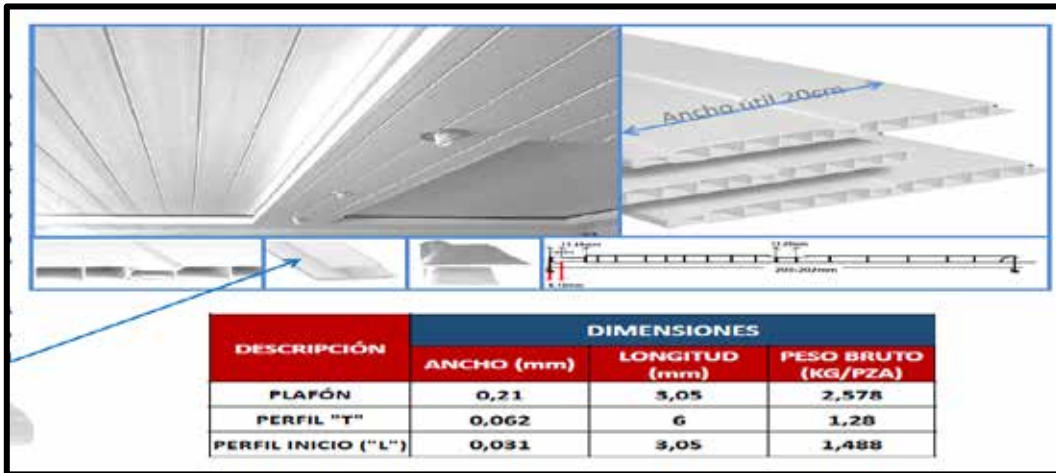 Ancho útil 20cm
200-202mm
DESCRIPCIÓN
DIMENSIONES
ANCHO (mm)
LONGITUD (mm)
PESO BRUTO (KG/PZA)
PLAFÓN 0,21 3,05 2,578
PERFIL "T" 0,062 6 1,28
PERFIL INICIO ("L") 0,031 3,05 1,488